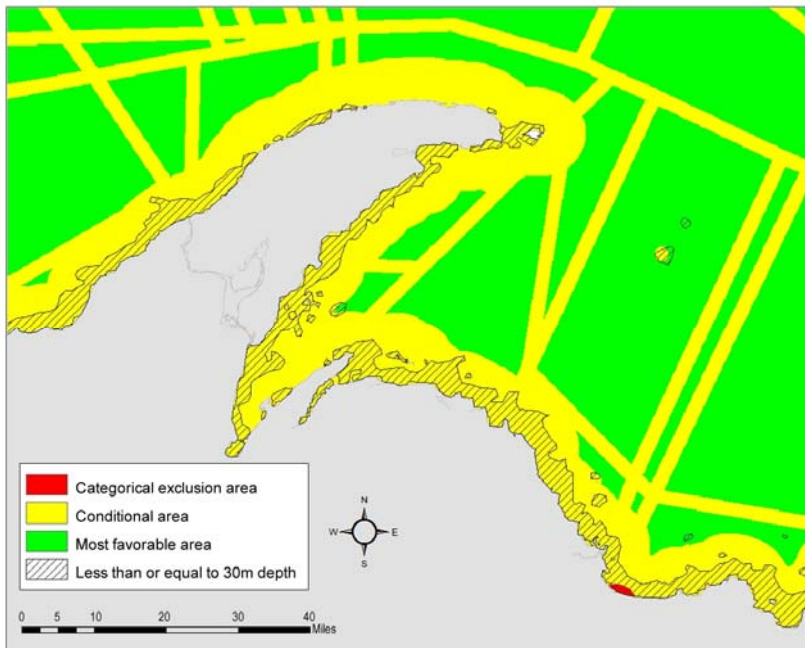 Categorical exclusion area
Conditional area
Most favorable area
Less than or equal to 30m depth
N
W E
S
0 5 10 20 30 40
Miles